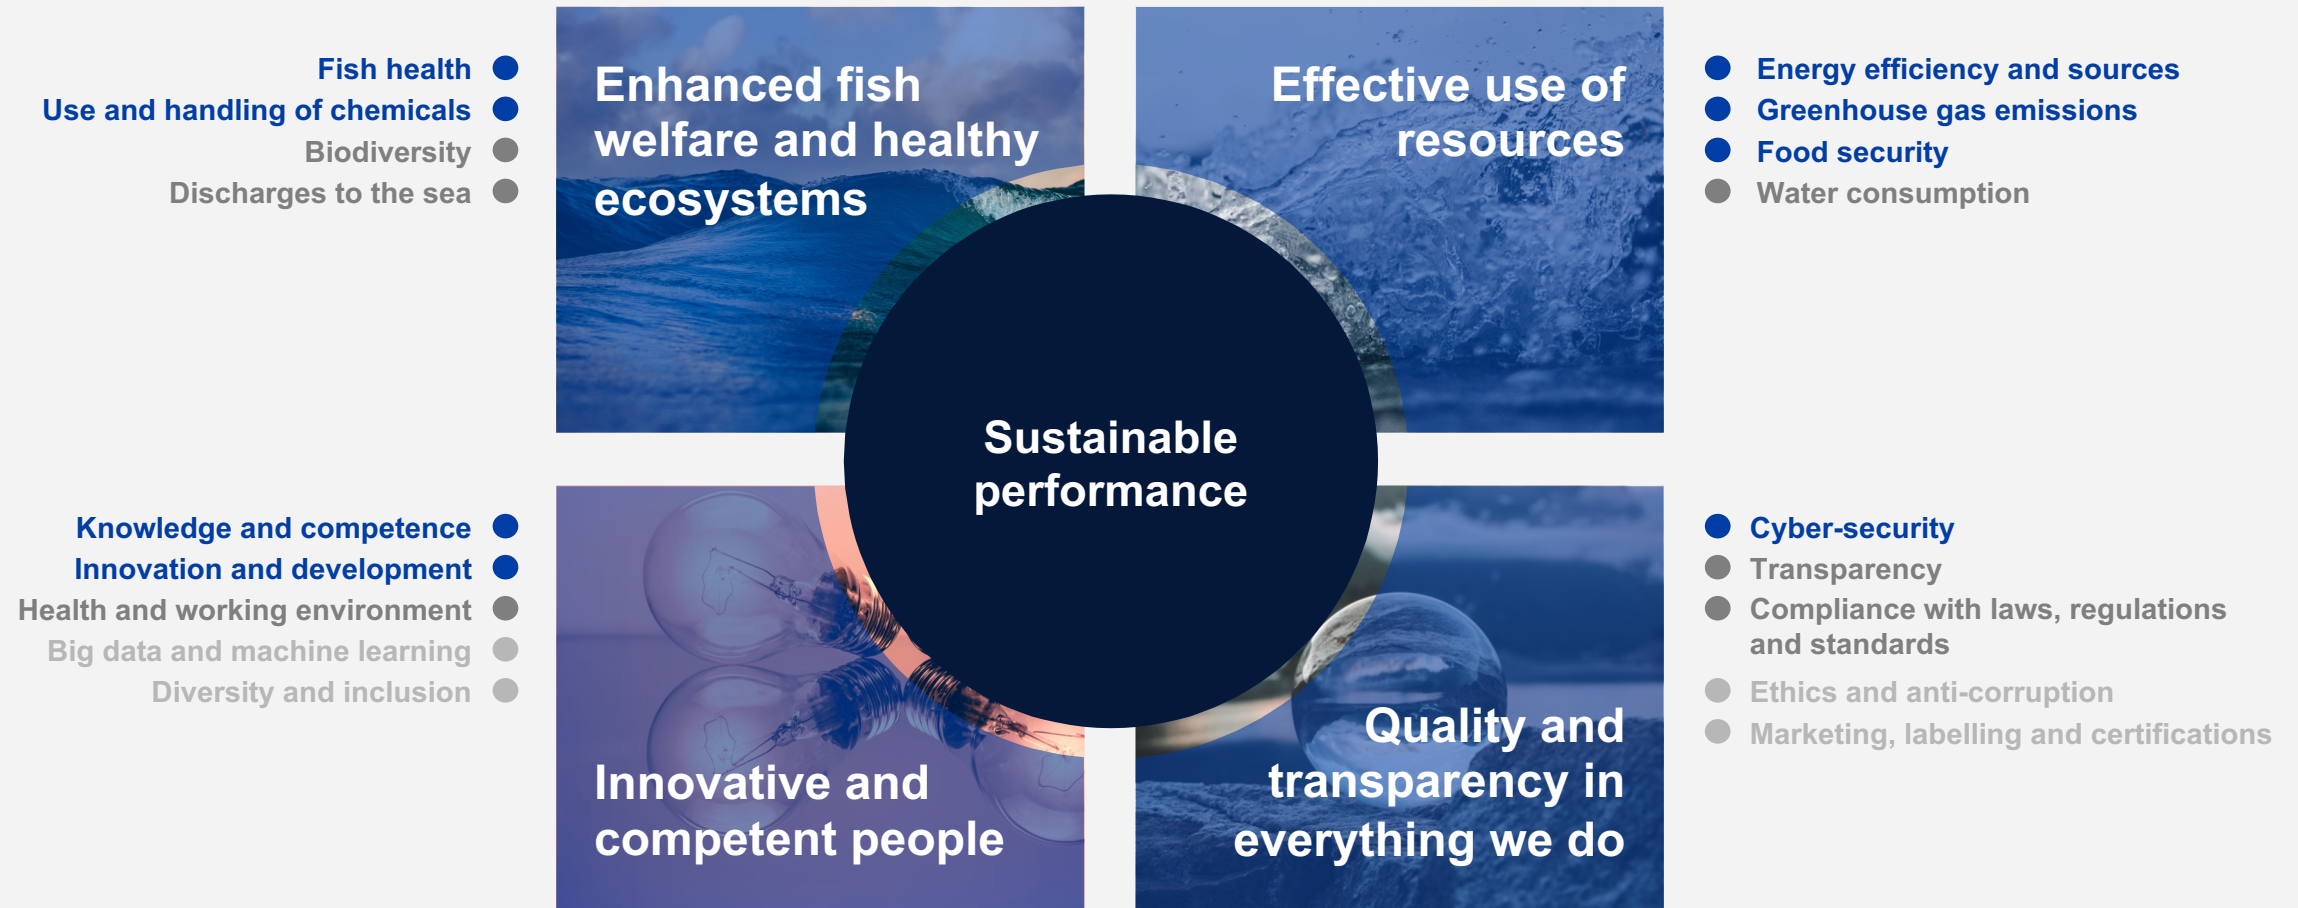 Fish health
Use and handling of chemicals
Biodiversity
Discharges to the sea
Enhanced fish
welfare and healthy
ecosystems
Effective use of
resources
Energy efficiency and sources
Greenhouse gas emissions
Food security
Water consumption
Sustainable
performance
Knowledge and competence
Innovation and development
Health and working environment
Big data and machine learning
Diversity and inclusion
Innovative and
competent people
Quality and
transparency in
everything we do
Cyber-security
Transparency
Compliance with laws, regulations
and standards
Ethics and anti-corruption
Marketing, labelling and certifications